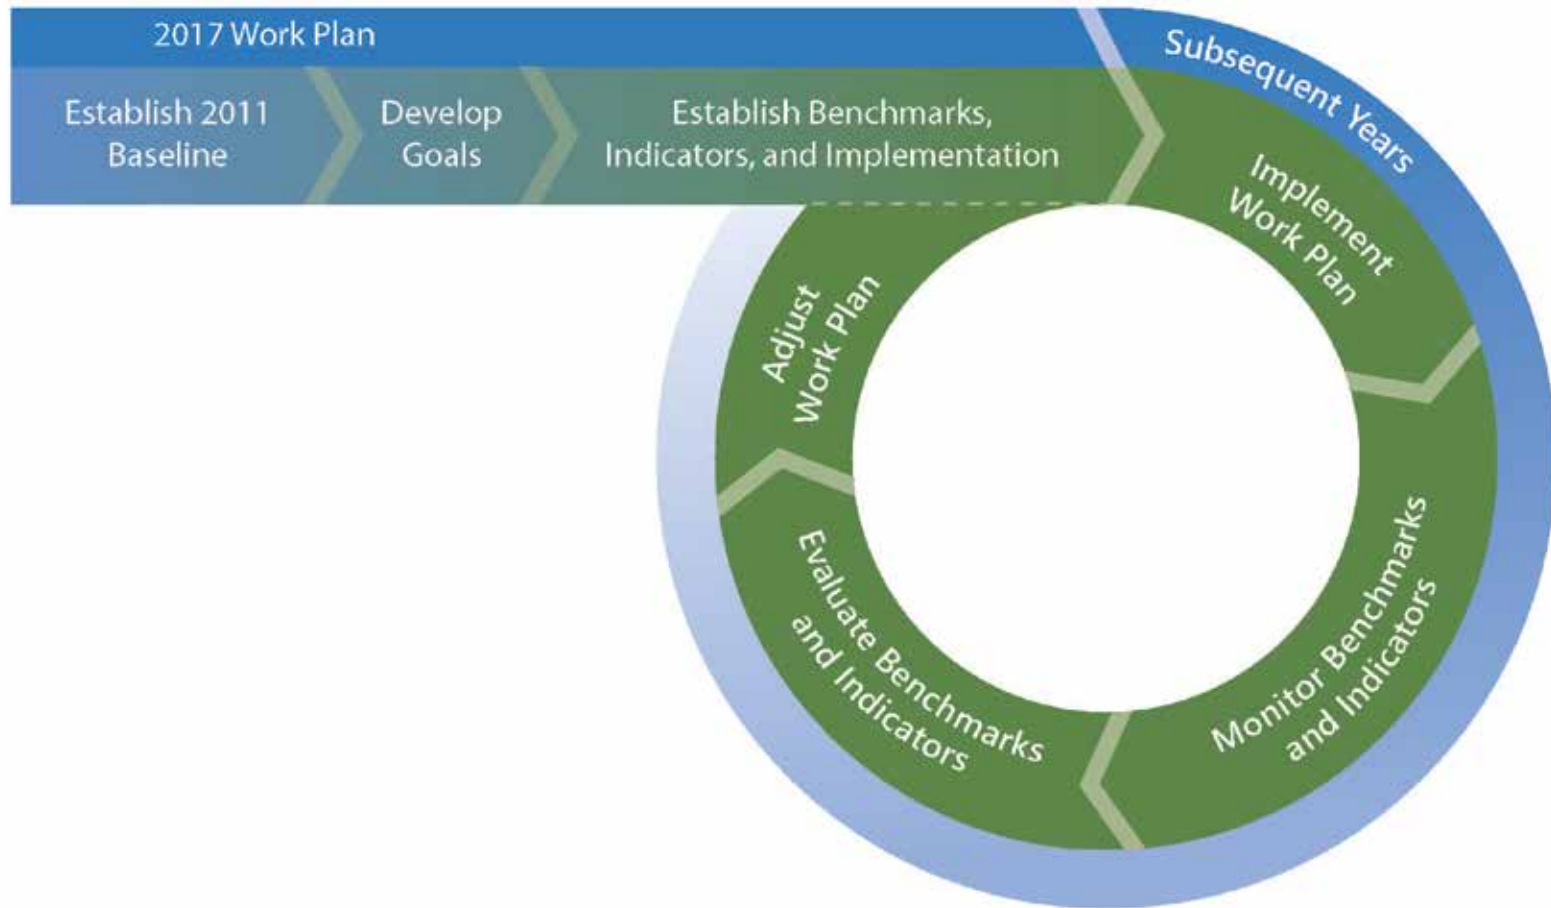 2017 Work Plan
Establish 2011
Baseline
Develop
Goals
Establish Benchmarks,
Indicators, and Implementation
Subsequent Years
Implement
Work Plan
Monitor Benchmarks
and Indicators
Evaluate Benchmarks
and Indicators
Adjust
Work Plan